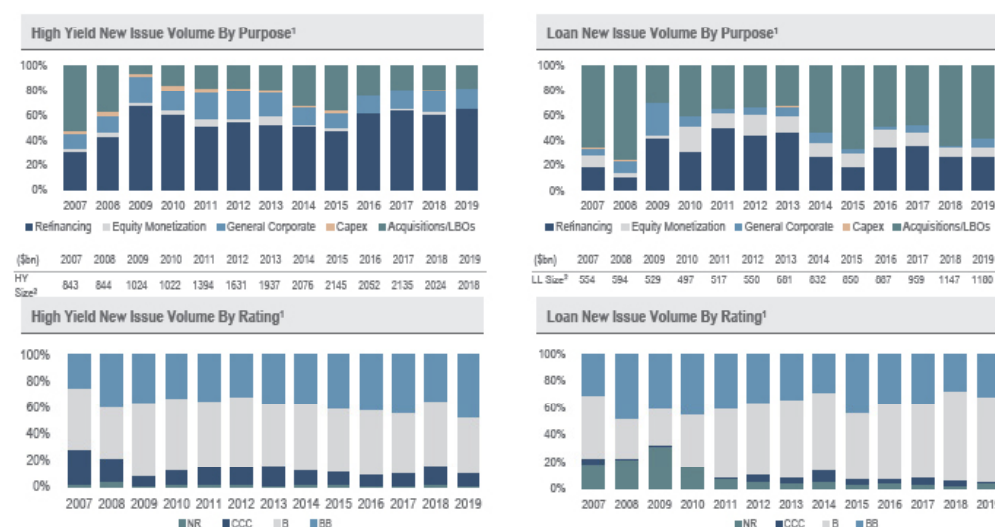 High Yield New Issue Volume By Purpose¹
100%
80%
60%
40%
20%
0%
2007 2008 2009 2010 2011 2012 2013 2014 2015 2016 2017 2018 2019
Refinancing Equity Monetization General Corporate Capex Acquisitions/LBOs
($bn) 2007 2008 2009 2010 2011 2012 2013 2014 2015 2016 2017 2018 2019
HY Size² 843 844 1024 1022 1394 1631 1937 2076 2145 2052 2135 2024 2018
Loan New Issue Volume By Purpose¹
100%
80%
60%
40%
20%
0%
2007 2008 2009 2010 2011 2012 2013 2014 2015 2016 2017 2018 2019
Refinancing Equity Monetization General Corporate Capex Acquisitions/LBOs
($bn) 2007 2008 2009 2010 2011 2012 2013 2014 2015 2016 2017 2018 2019
LL Size³ 554 594 529 497 517 550 681 832 850 887 959 1147 1180
High Yield New Issue Volume By Rating¹
100%
80%
60%
40%
20%
0%
2007 2008 2009 2010 2011 2012 2013 2014 2015 2016 2017 2018 2019
NR CCC B BB
Loan New Issue Volume By Rating¹
100%
80%
60%
40%
20%
0%
2007 2008 2009 2010 2011 2012 2013 2014 2015 2016 2017 2018 201
NR CCC B BB